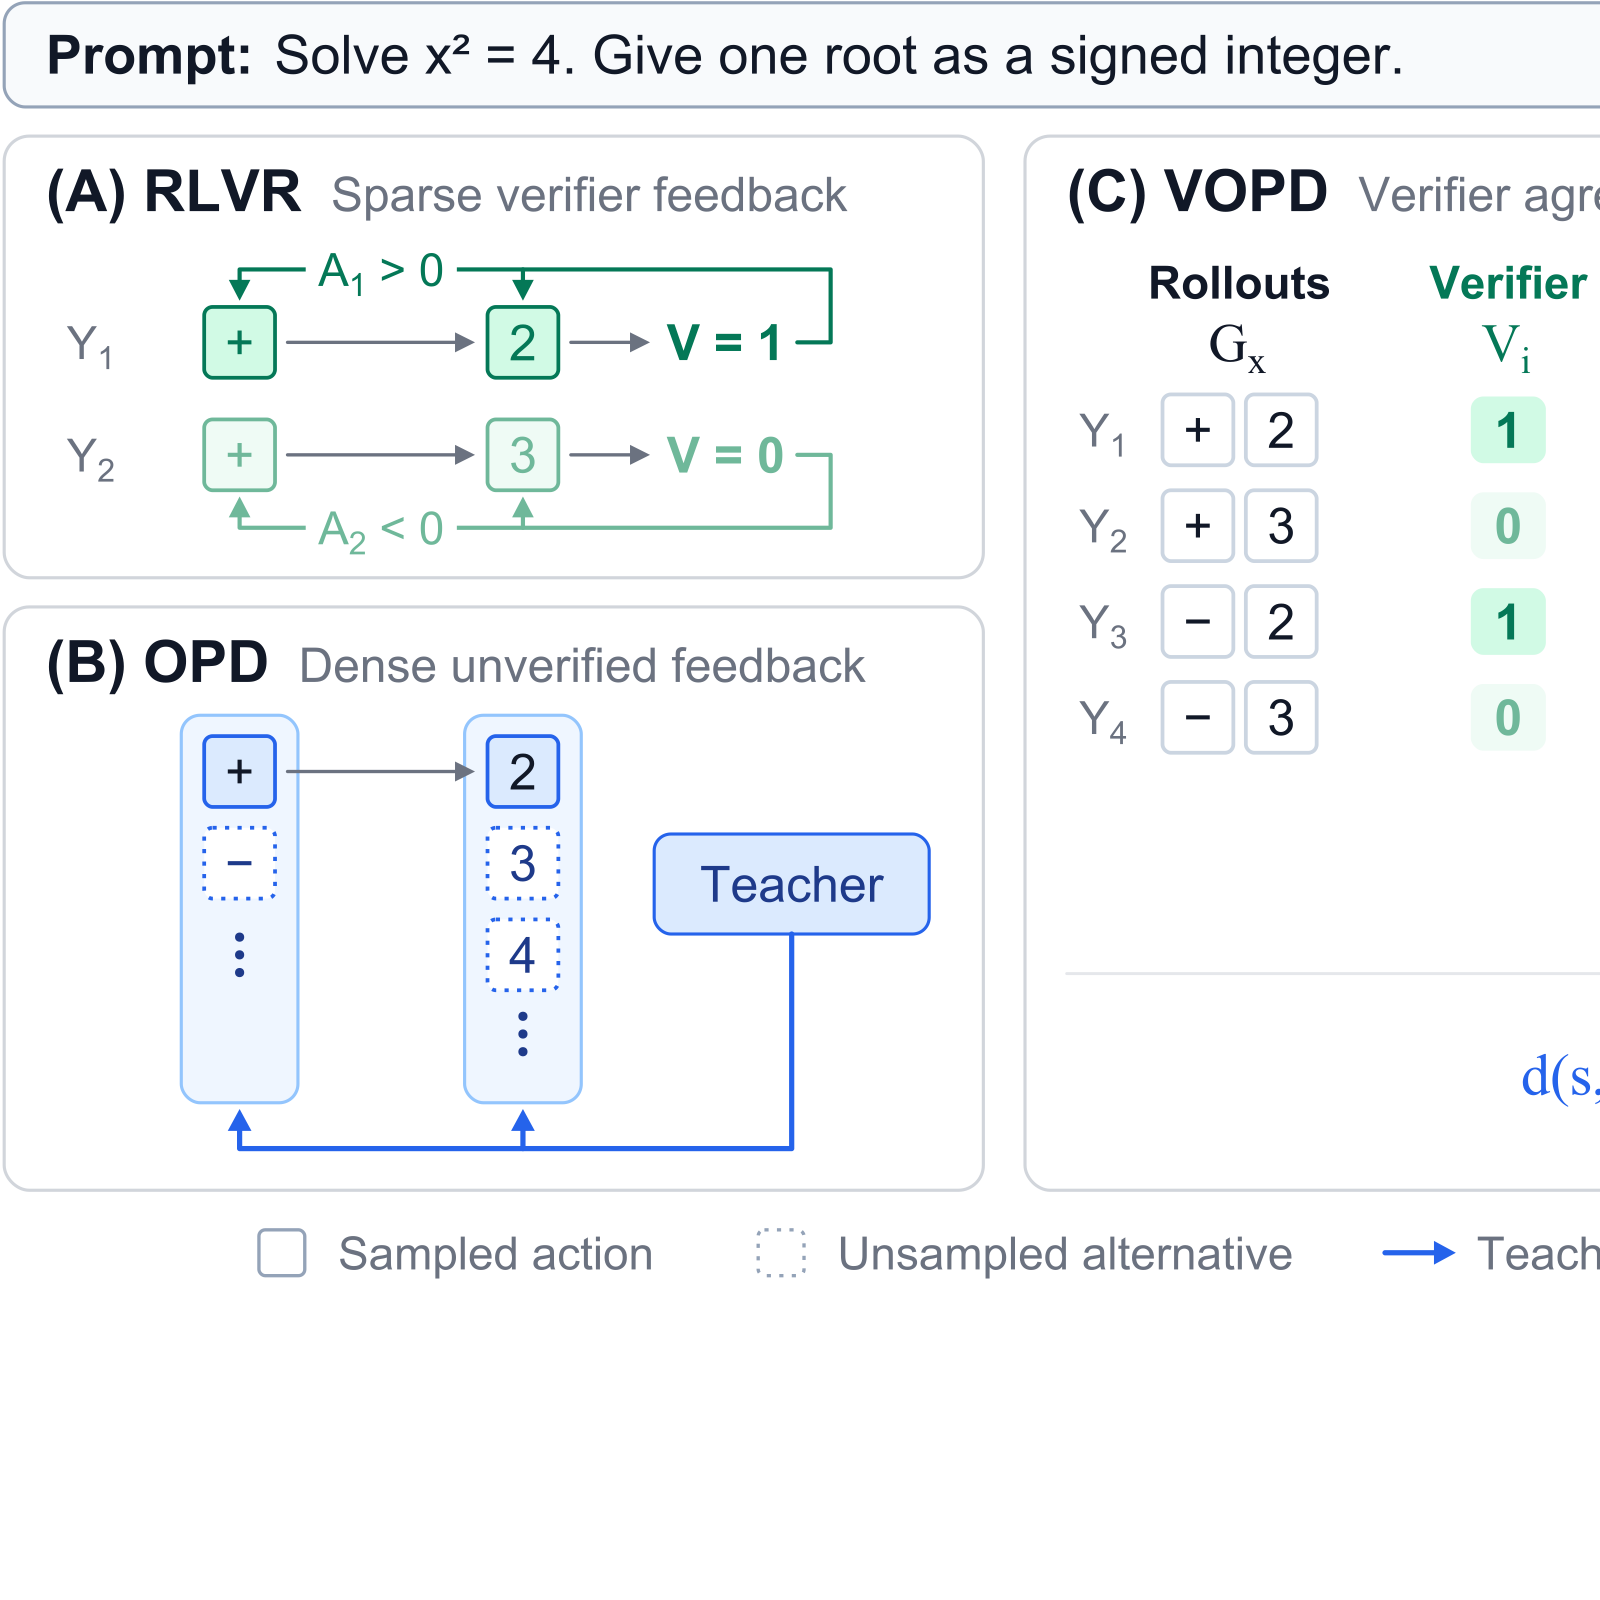 Prompt: Solve x² = 4. Give one root as a signed integer.
(A) RLVR Sparse verifier feedback
A₁ > 0
Y₁ + 2 V = 1
Y₂ + 3 V = 0
A₂ < 0
(B) OPD Dense unverified feedback
+ 2
− 3
4
Teacher
(C) VOPD Verifier
Rollouts Verifier
Gₓ Vᵢ
Y₁ + 2 1
Y₂ + 3 0
Y₃ − 2 1
Y₄ − 3 0
d(s,
Sampled action Unsampled alternative